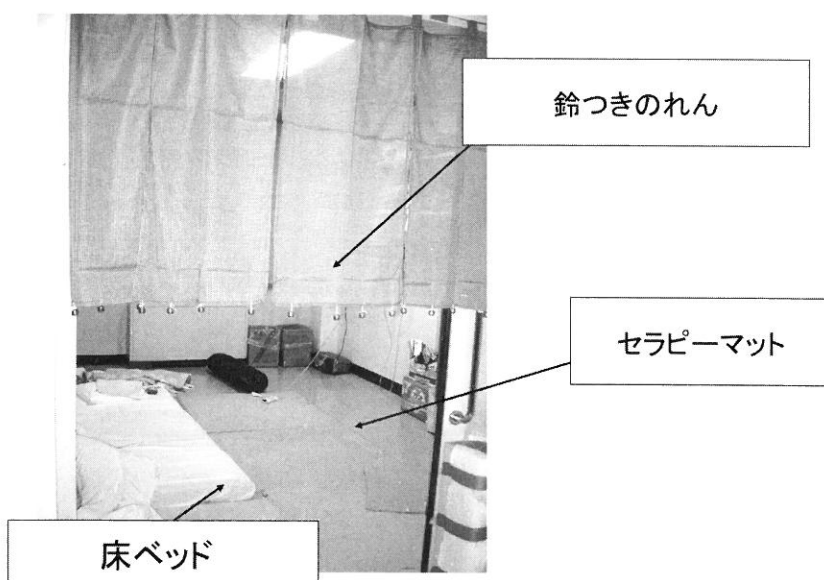 鈴つきのれん
セラピーマット
床ベッド